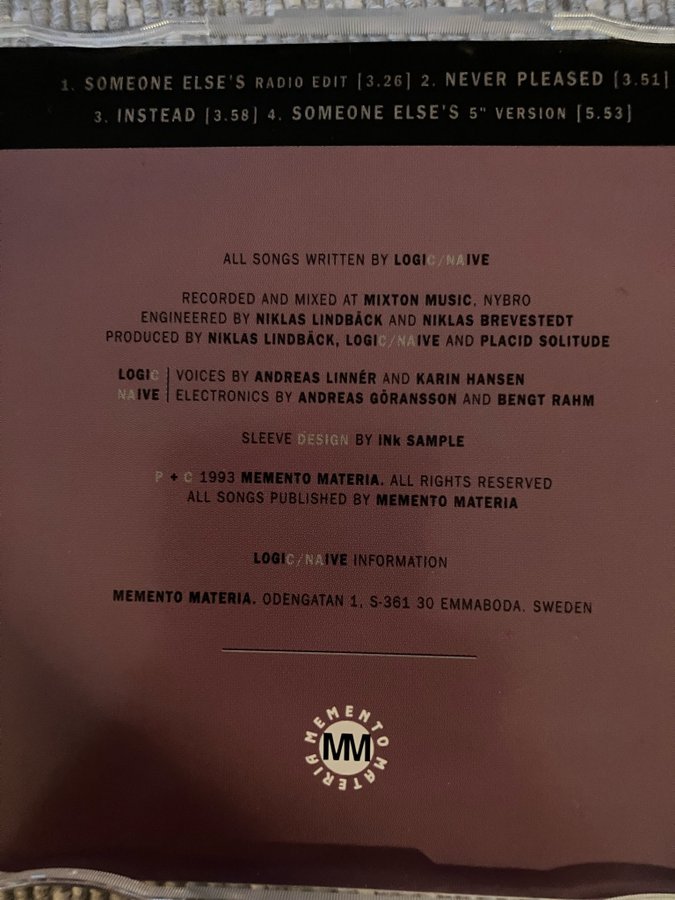 1. SOMEONE ELSE'S RADIO EDIT [3.26] 2. NEVER PLEASED [3.51]
3. INSTEAD [3.58] 4. SOMEONE ELSE'S 5" VERSION [5.53]
ALL SONGS WRITTEN BY LOGIC/NAIVE
RECORDED AND MIXED AT MIXTON MUSIC, NYBRO
ENGINEERED BY NIKLAS LINDBÄCK AND NIKLAS BREVESTEDT
PRODUCED BY NIKLAS LINDBÄCK, LOGIC/NAIVE AND PLACID SOLITUDE
LOGIC | VOICES BY ANDREAS LINNÉR AND KARIN HANSEN
NAIVE | ELECTRONICS BY ANDREAS GÖRANSSON AND BENGT RAHM
SLEEVE DESIGN BY INk SAMPLE
P + C 1993 MEMENTO MATERIA. ALL RIGHTS RESERVED
ALL SONGS PUBLISHED BY MEMENTO MATERIA
LOGIC/NAIVE INFORMATION
MEMENTO MATERIA. ODENGATAN 1, S-361 30 EMMABODA. SWEDEN
MEMENTO MATERIA
MM